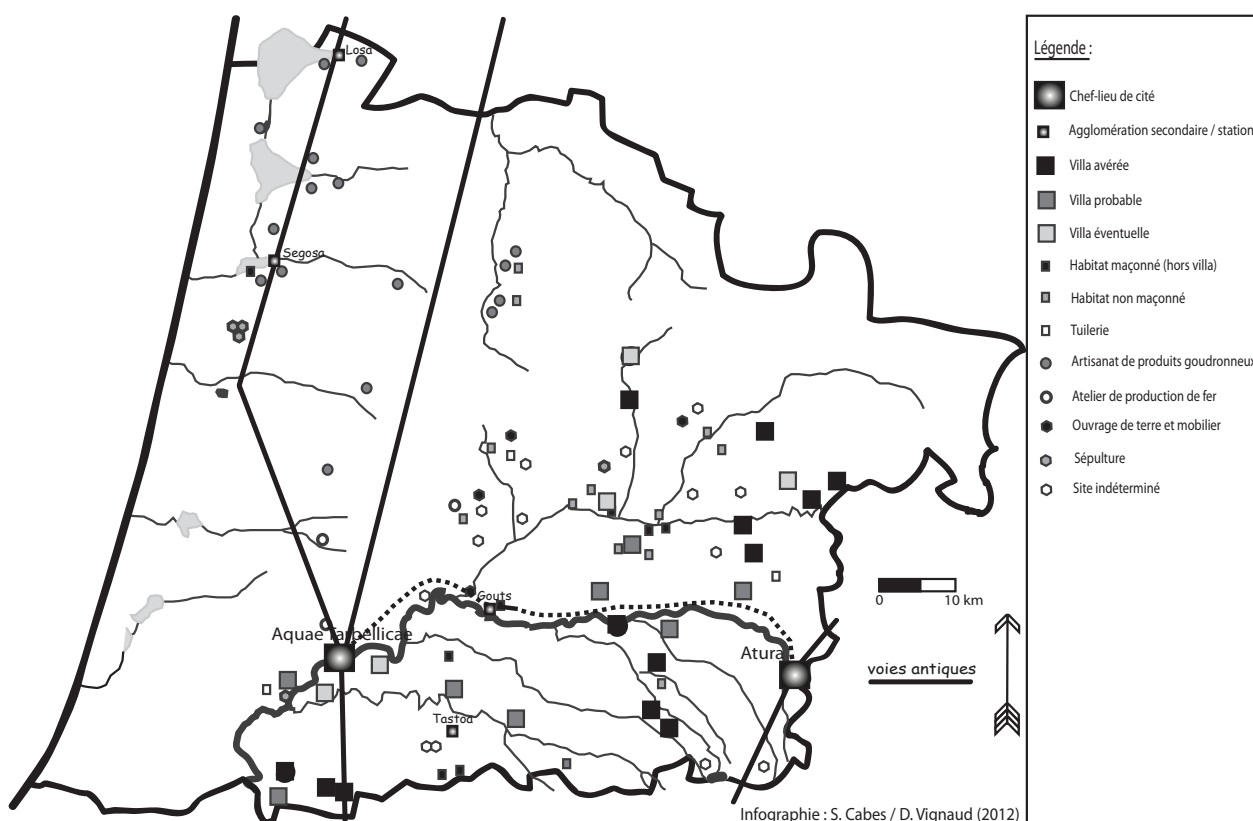 Losa
Segosa
Gouts
Aquae Tarbellicae
Atura
Tastoa
0 10 km
voies antiques
Infographie : S. Cabes / D. Vignaud (2012)
Légende :
Chef-lieu de cité
Agglomération secondaire / station
Villa avérée
Villa probable
Villa éventuelle
Habitat maçonné (hors villa)
Habitat non maçonné
Tuilerie
Artisanat de produits goudronneux
Atelier de production de fer
Ouvrage de terre et mobilier
Sépulture
Site indéterminé